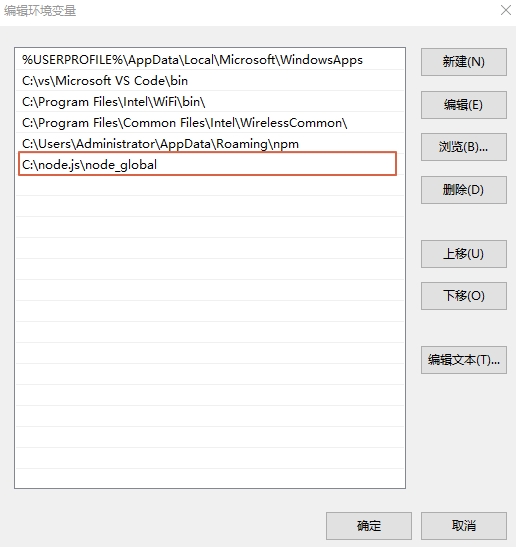 编辑环境变量
%USERPROFILE%\AppData\Local\Microsoft\WindowsApps
C:\vs\Microsoft VS Code\bin
C:\Program Files\Intel\WiFi\bin\
C:\Program Files\Common Files\Intel\WirelessCommon\
C:\Users\Administrator\AppData\Roaming\npm
C:\node.js\node_global
新建(N)
编辑(E)
浏览(B)...
删除(D)
上移(U)
下移(O)
编辑文本(T)...
确定
取消